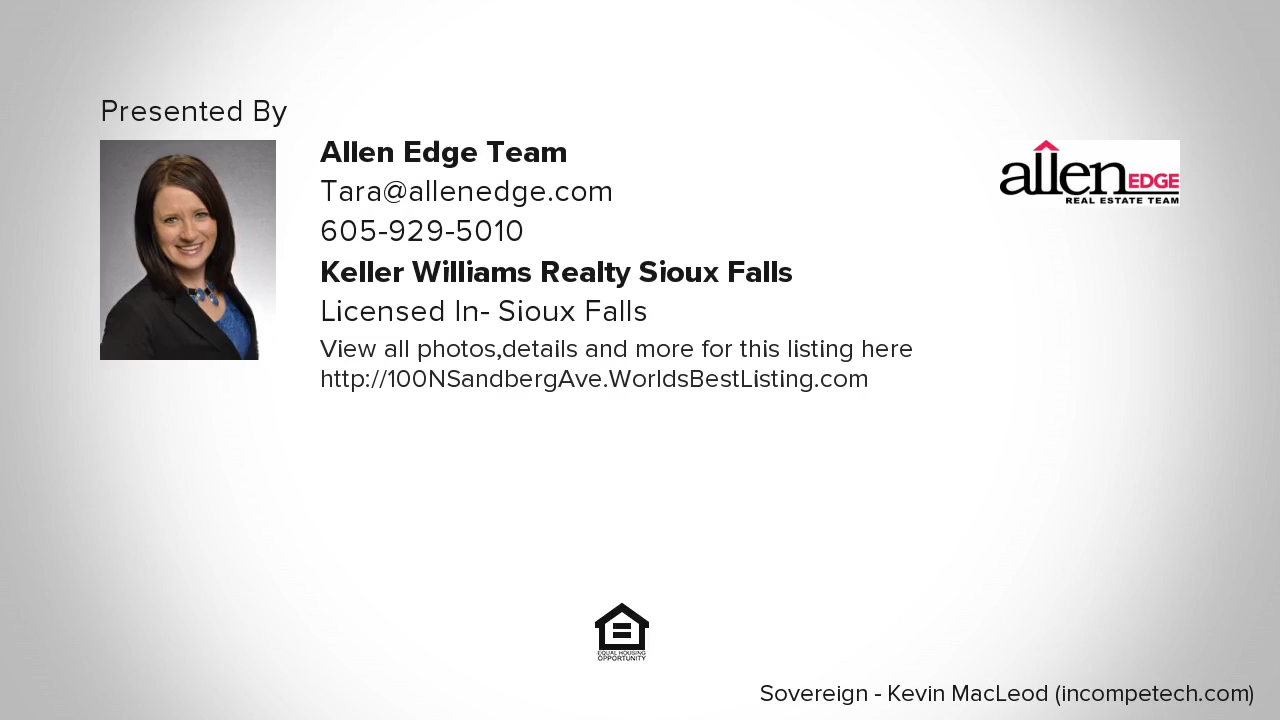 Presented By
Allen Edge Team
Tara@allenedge.com
605-929-5010
Keller Williams Realty Sioux Falls
Licensed In- Sioux Falls
View all photos,details and more for this listing here
http://100NSandbergAve.WorldsBestListing.com
allen EDGE
REAL ESTATE TEAM
EQUAL HOUSING
OPPORTUNITY
Sovereign - Kevin MacLeod (incompetech.com)